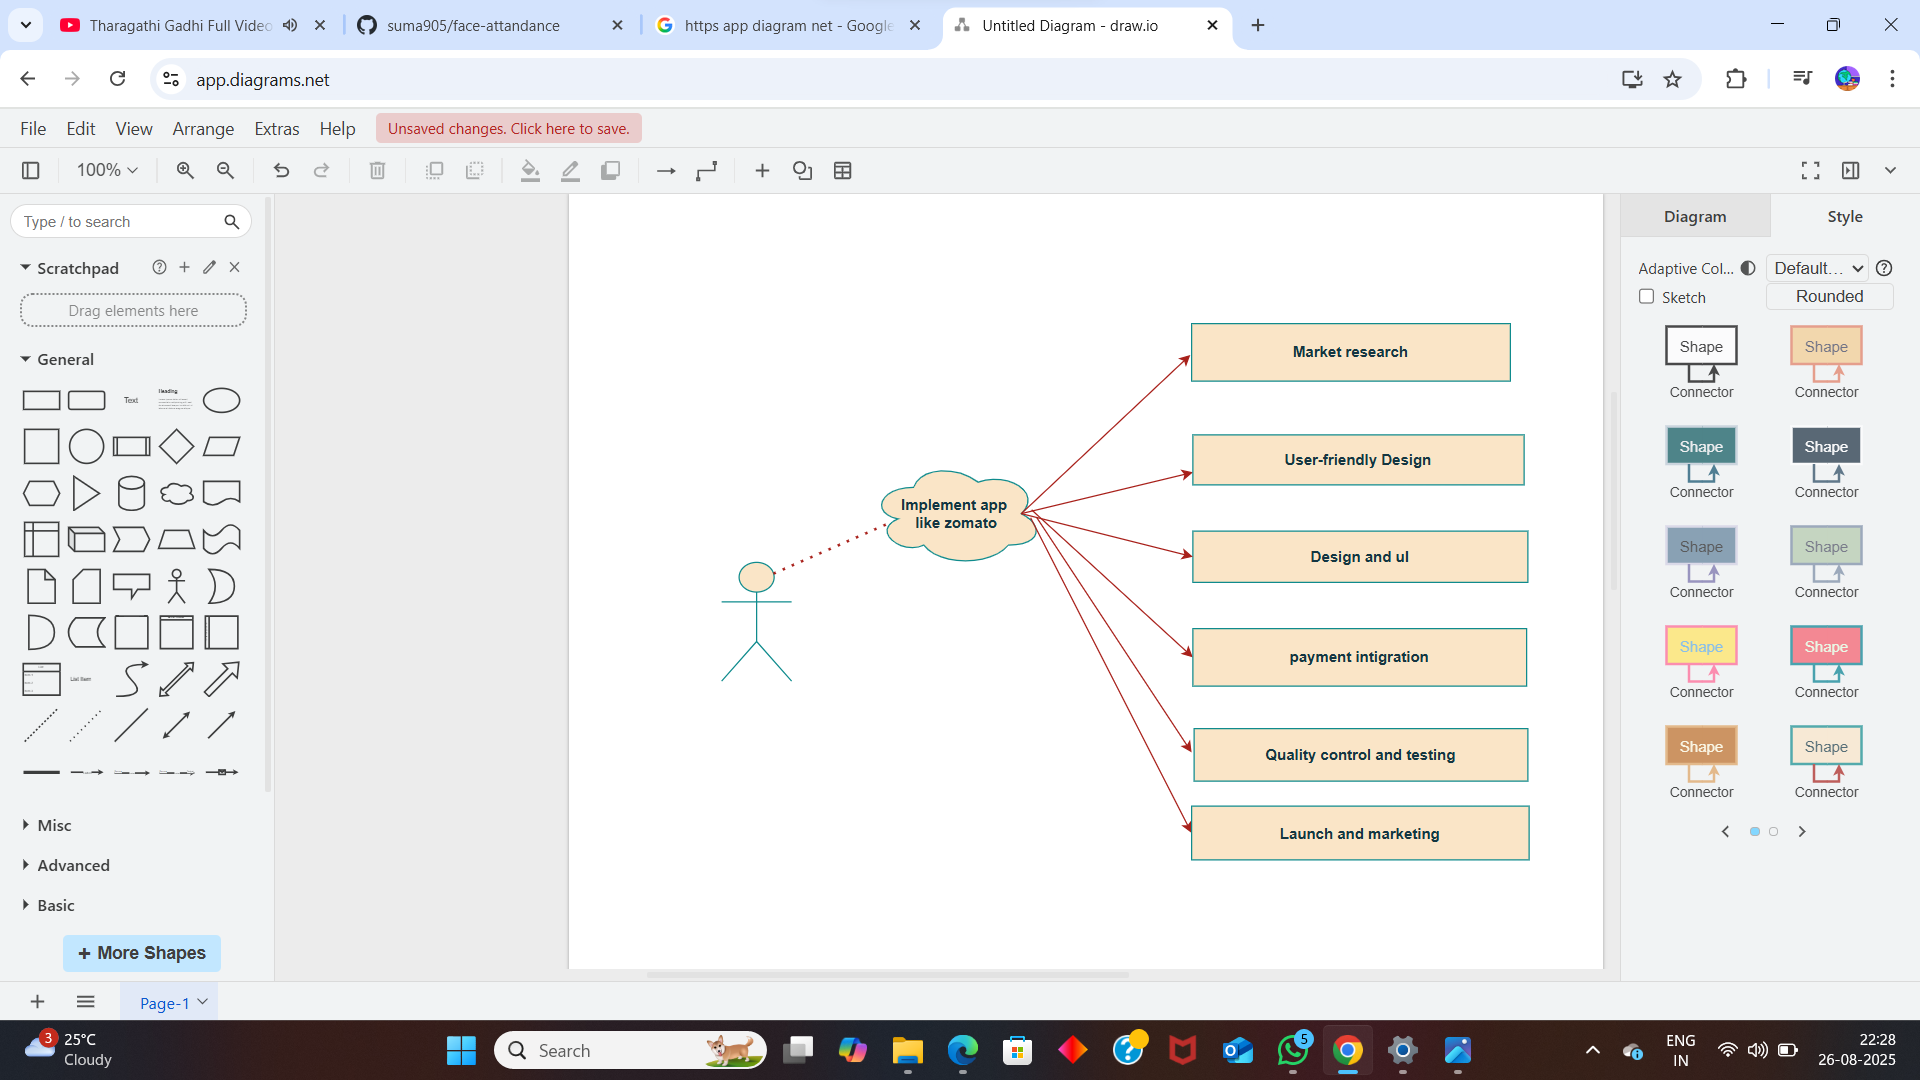 Tharagathi Gadhi Full Video
suma905/face-attandance
https app diagram net - Google
Untitled Diagram - draw.io
app.diagrams.net
File Edit View Arrange Extras Help
Unsaved changes. Click here to save.
100%
Type / to search
Scratchpad
Drag elements here
General
Text
Heading
List Item
Misc
Advanced
Basic
+ More Shapes
Market research
User-friendly Design
Implement app
like zomato
Design and uI
payment intigration
Quality control and testing
Launch and marketing
Diagram Style
Adaptive Col... Default...
Sketch Rounded
Shape Shape
Connector Connector
Shape Shape
Connector Connector
Shape Shape
Connector Connector
Shape Shape
Connector Connector
Shape Shape
Connector Connector
Page-1
3
25°C
Cloudy
Search
5
ENG
IN
22:28
26-08-2025